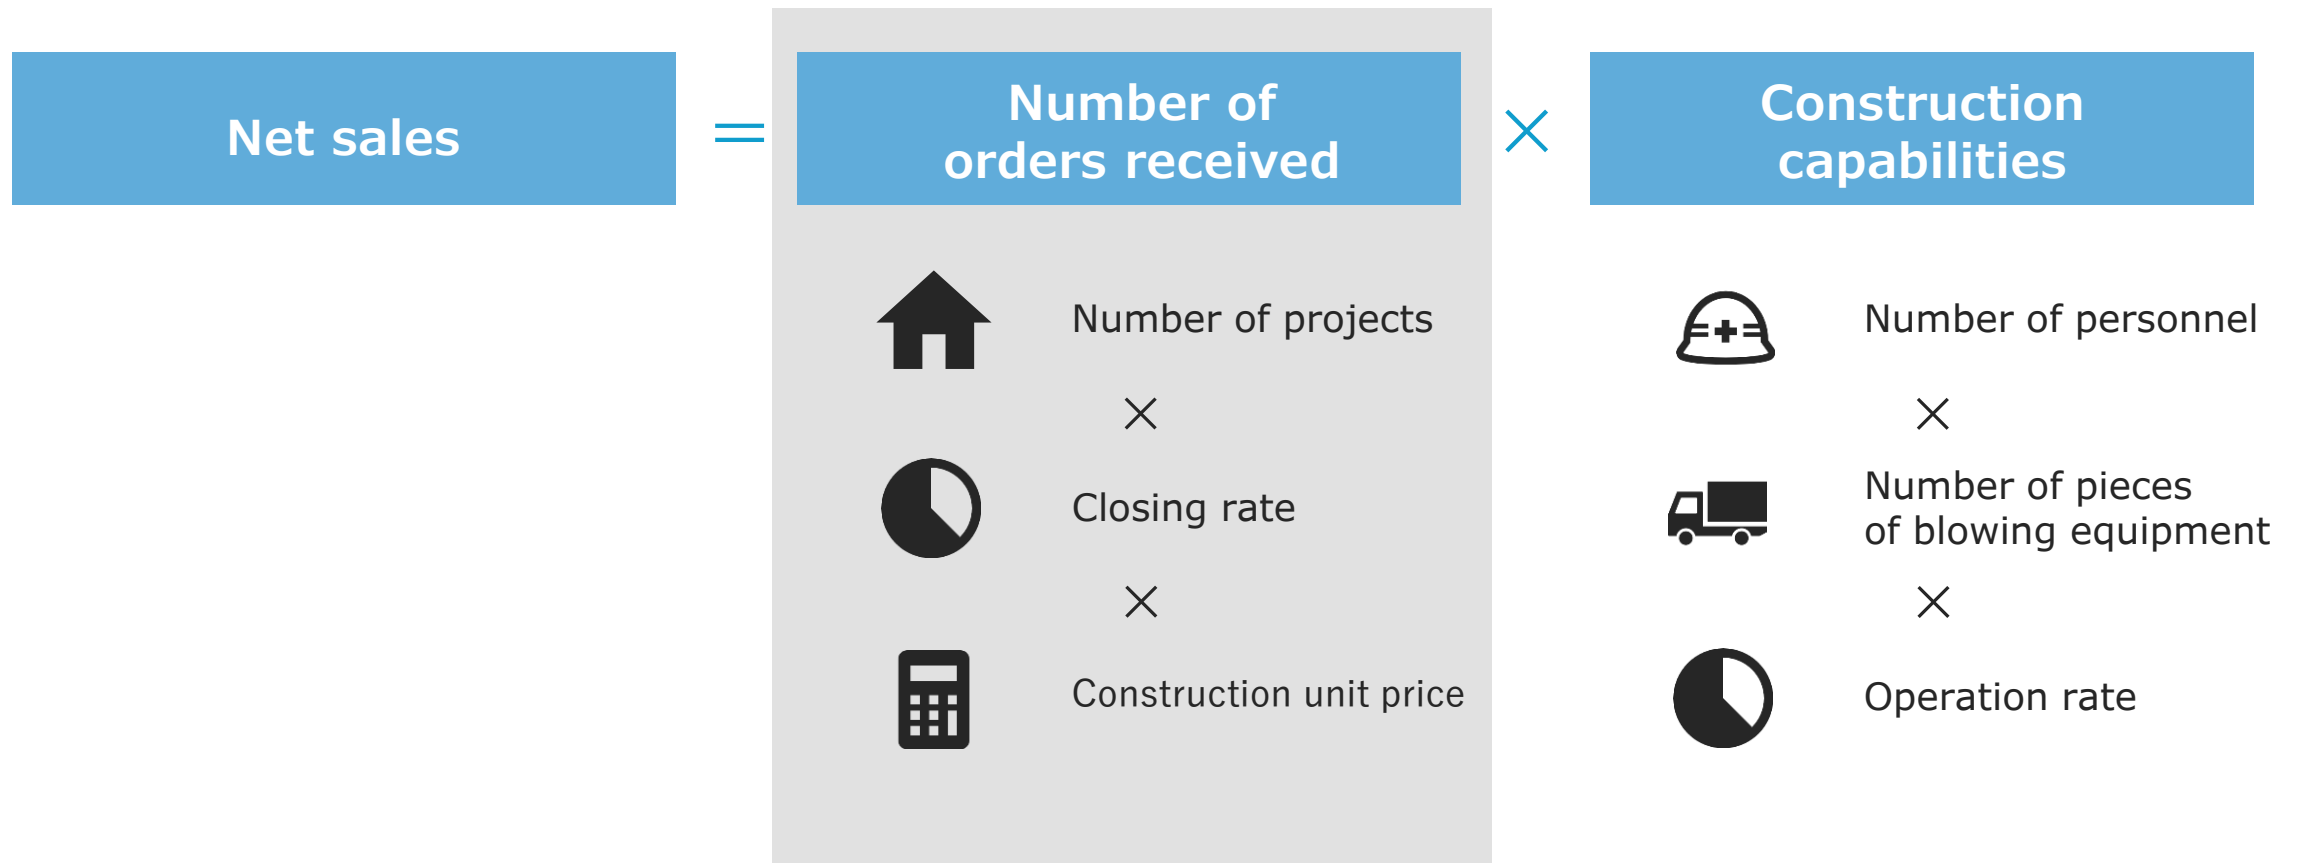 Net sales
=
Number of
orders received
×
Construction
capabilities
Number of projects
×
Closing rate
×
Construction unit price
Number of personnel
×
Number of pieces
of blowing equipment
×
Operation rate